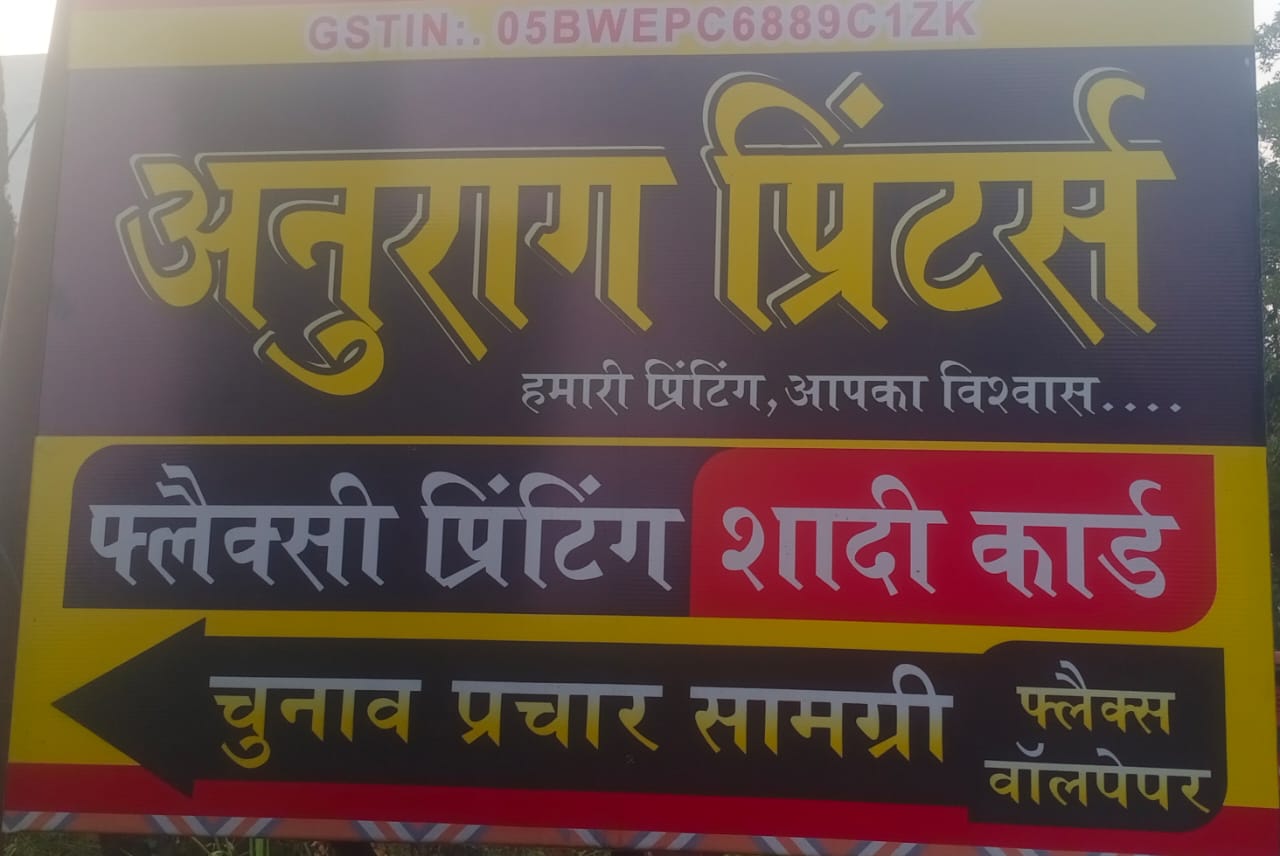 GSTIN:. 05BWEPC6889C1ZK
अनुराग प्रिंटर्स
हमारी प्रिंटिंग,आपका विश्वास....
फ्लैक्सी प्रिंटिंग
शादी कार्ड
चुनाव प्रचार सामग्री
फ्लैक्स
वॉलपेपर